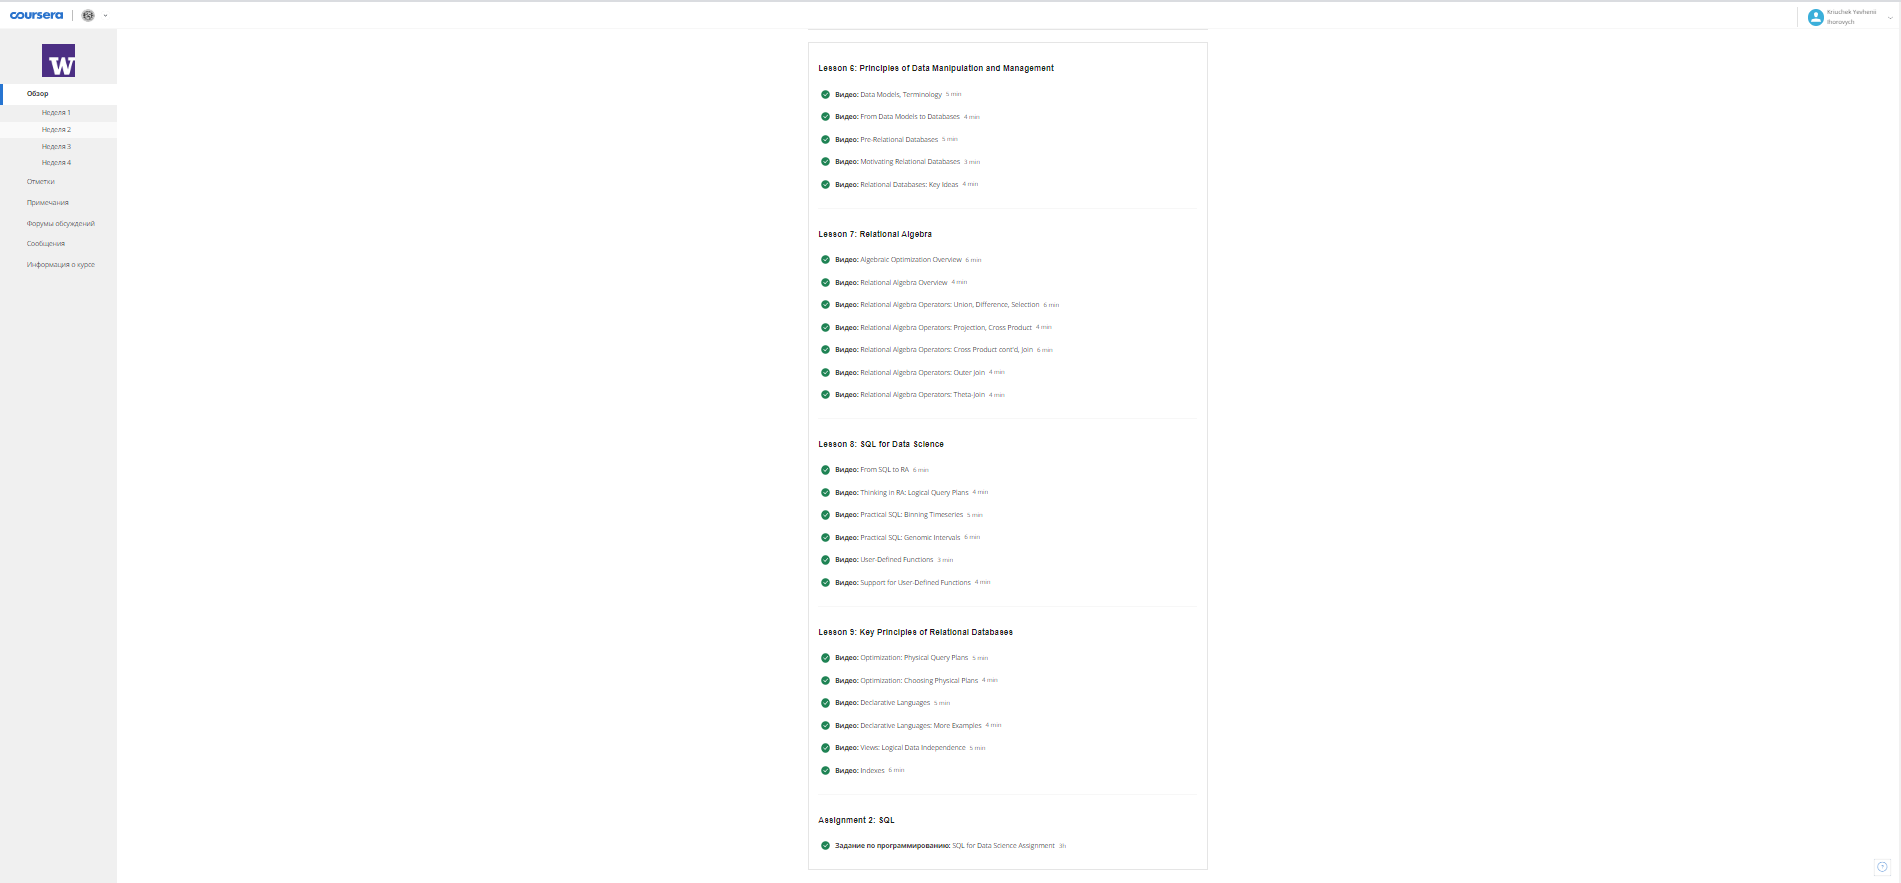 coursera
Kriuchek Yevhenii
Ihorovych
W
Обзор
Неделя 1
Неделя 2
Неделя 3
Неделя 4
Отметки
Примечания
Форумы обсуждений
Сообщения
Информация о курсе
Lesson 6: Principles of Data Manipulation and Management
Видео: Data Models, Terminology 5 min
Видео: From Data Models to Databases 4 min
Видео: Pre-Relational Databases 5 min
Видео: Motivating Relational Databases 3 min
Видео: Relational Databases: Key Ideas 4 min
Lesson 7: Relational Algebra
Видео: Algebraic Optimization Overview 6 min
Видео: Relational Algebra Overview 4 min
Видео: Relational Algebra Operators: Union, Difference, Selection 6 min
Видео: Relational Algebra Operators: Projection, Cross Product 4 min
Видео: Relational Algebra Operators: Cross Product cont'd, Join 6 min
Видео: Relational Algebra Operators: Outer Join 4 min
Видео: Relational Algebra Operators: Theta-Join 4 min
Lesson 8: SQL for Data Science
Видео: From SQL to RA 6 min
Видео: Thinking in RA: Logical Query Plans 4 min
Видео: Practical SQL: Binning Timeseries 5 min
Видео: Practical SQL: Genomic Intervals 6 min
Видео: User-Defined Functions 3 min
Видео: Support for User-Defined Functions 4 min
Lesson 9: Key Principles of Relational Databases
Видео: Optimization: Physical Query Plans 5 min
Видео: Optimization: Choosing Physical Plans 4 min
Видео: Declarative Languages 5 min
Видео: Declarative Languages: More Examples 4 min
Видео: Views: Logical Data Independence 5 min
Видео: Indexes 6 min
Assignment 2: SQL
Задание по программированию: SQL for Data Science Assignment 3h